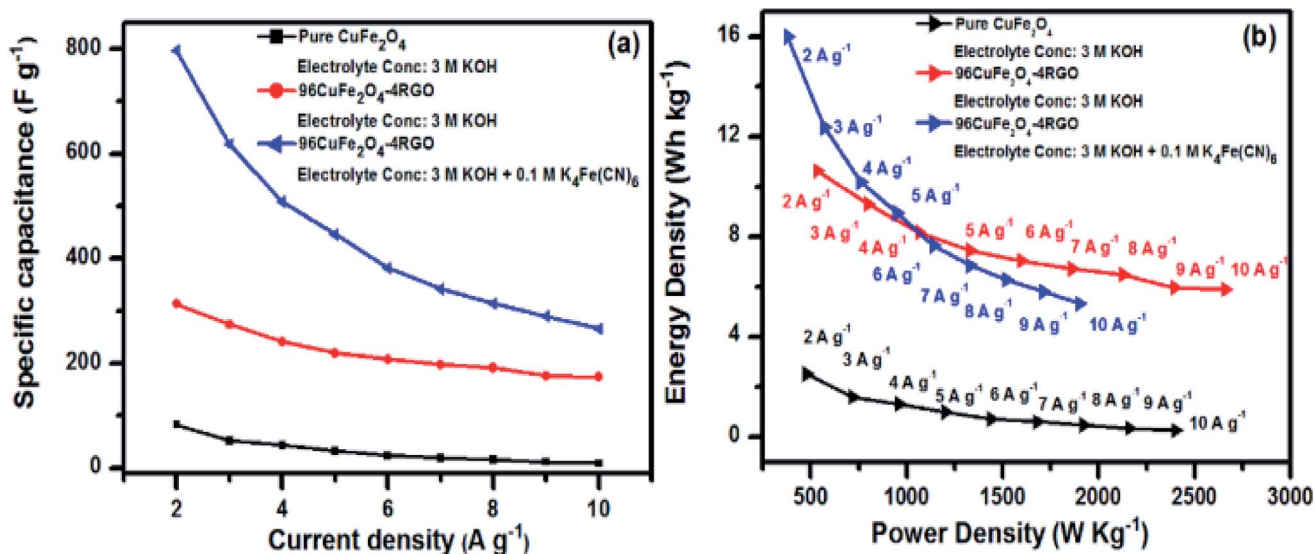 (a)
Pure CuFe₂O₄
Electrolyte Conc: 3 M KOH
96CuFe₂O₄-4RGO
Electrolyte Conc: 3 M KOH
96CuFe₂O₄-4RGO
Electrolyte Conc: 3 M KOH + 0.1 M K₄Fe(CN)₆
Specific capacitance (F g⁻¹)
800
600
400
200
0
2 4 6 8 10
Current density (A g⁻¹)
(b)
Pure CuFe₂O₄
Electrolyte Conc: 3 M KOH
96CuFe₂O₄-4RGO
Electrolyte Conc: 3 M KOH
96CuFe₂O₄-4RGO
Electrolyte Conc: 3 M KOH + 0.1 M K₄Fe(CN)₆
Energy Density (Wh kg⁻¹)
16
12
8
4
0
2 A g⁻¹
3 A g⁻¹
4 A g⁻¹
5 A g⁻¹
6 A g⁻¹
7 A g⁻¹
8 A g⁻¹
9 A g⁻¹
10 A g⁻¹
2 A g⁻¹
3 A g⁻¹
4 A g⁻¹
5 A g⁻¹
6 A g⁻¹
7 A g⁻¹
8 A g⁻¹
9 A g⁻¹
10 A g⁻¹
2 A g⁻¹
3 A g⁻¹
4 A g⁻¹
5 A g⁻¹
6 A g⁻¹
7 A g⁻¹
8 A g⁻¹
9 A g⁻¹
10 A g⁻¹
500 1000 1500 2000 2500 3000
Power Density (W Kg⁻¹)